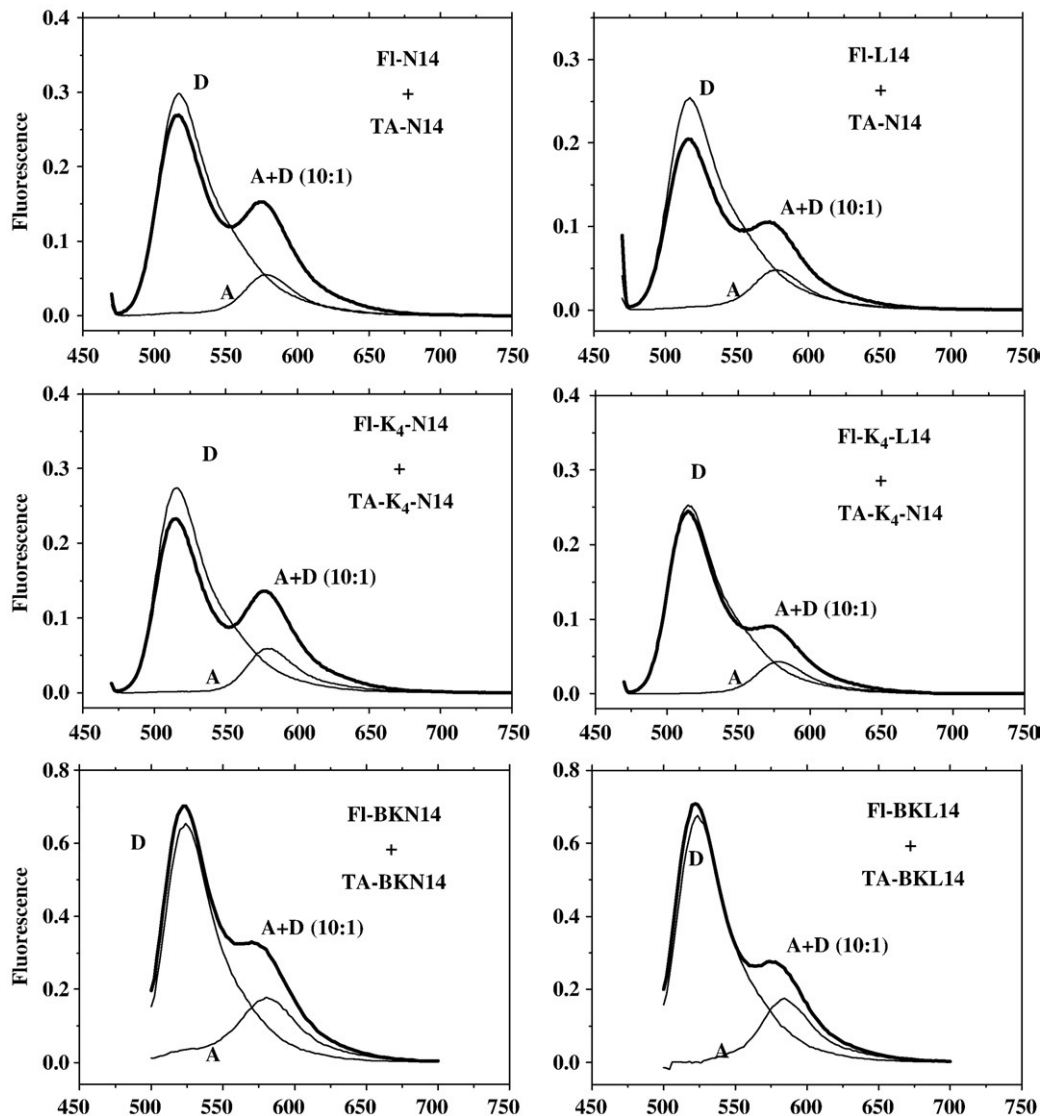 0.4
0.3
0.2
0.1
0.0
Fluorescence
D
Fl-N14
+
TA-N14
A+D (10:1)
A
450 500 550 600 650 700 750
0.3
0.2
0.1
0.0
D
Fl-L14
+
TA-N14
A+D (10:1)
A
450 500 550 600 650 700 750
0.4
0.3
0.2
0.1
0.0
Fluorescence
D
Fl-K4-N14
+
TA-K4-N14
A+D (10:1)
A
450 500 550 600 650 700 750
0.4
0.3
0.2
0.1
0.0
D
Fl-K4-L14
+
TA-K4-N14
A+D (10:1)
A
450 500 550 600 650 700 750
0.8
0.6
0.4
0.2
0.0
Fluorescence
D
Fl-BKN14
+
TA-BKN14
A+D (10:1)
A
450 500 550 600 650 700 750
0.8
0.6
0.4
0.2
0.0
D
Fl-BKL14
+
TA-BKL14
A+D (10:1)
A
450 500 550 600 650 700 750